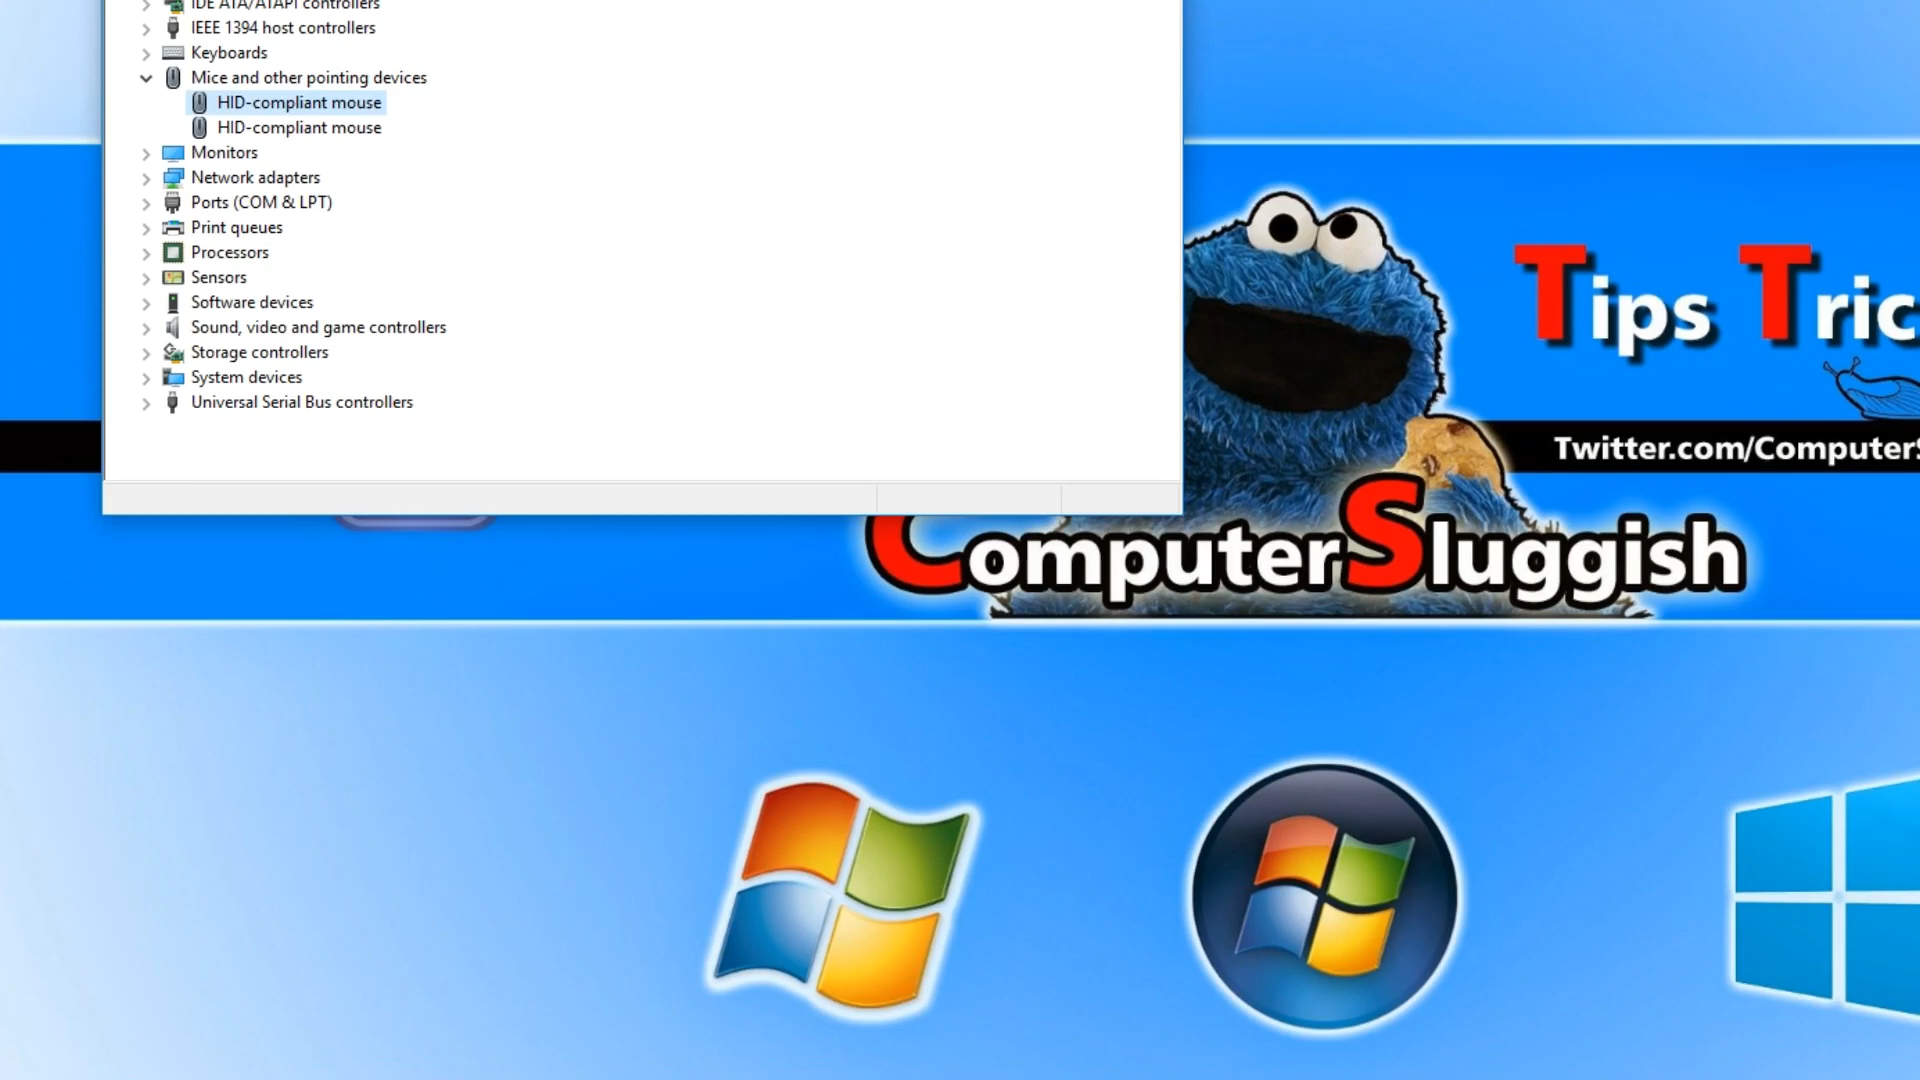 IDE ATA/ATAPI controllers
IEEE 1394 host controllers
Keyboards
Mice and other pointing devices
HID-compliant mouse
HID-compliant mouse
Monitors
Network adapters
Ports (COM & LPT)
Print queues
Processors
Sensors
Software devices
Sound, video and game controllers
Storage controllers
System devices
Universal Serial Bus controllers
Tips Tric
Twitter.com/Computer
ComputerSluggish